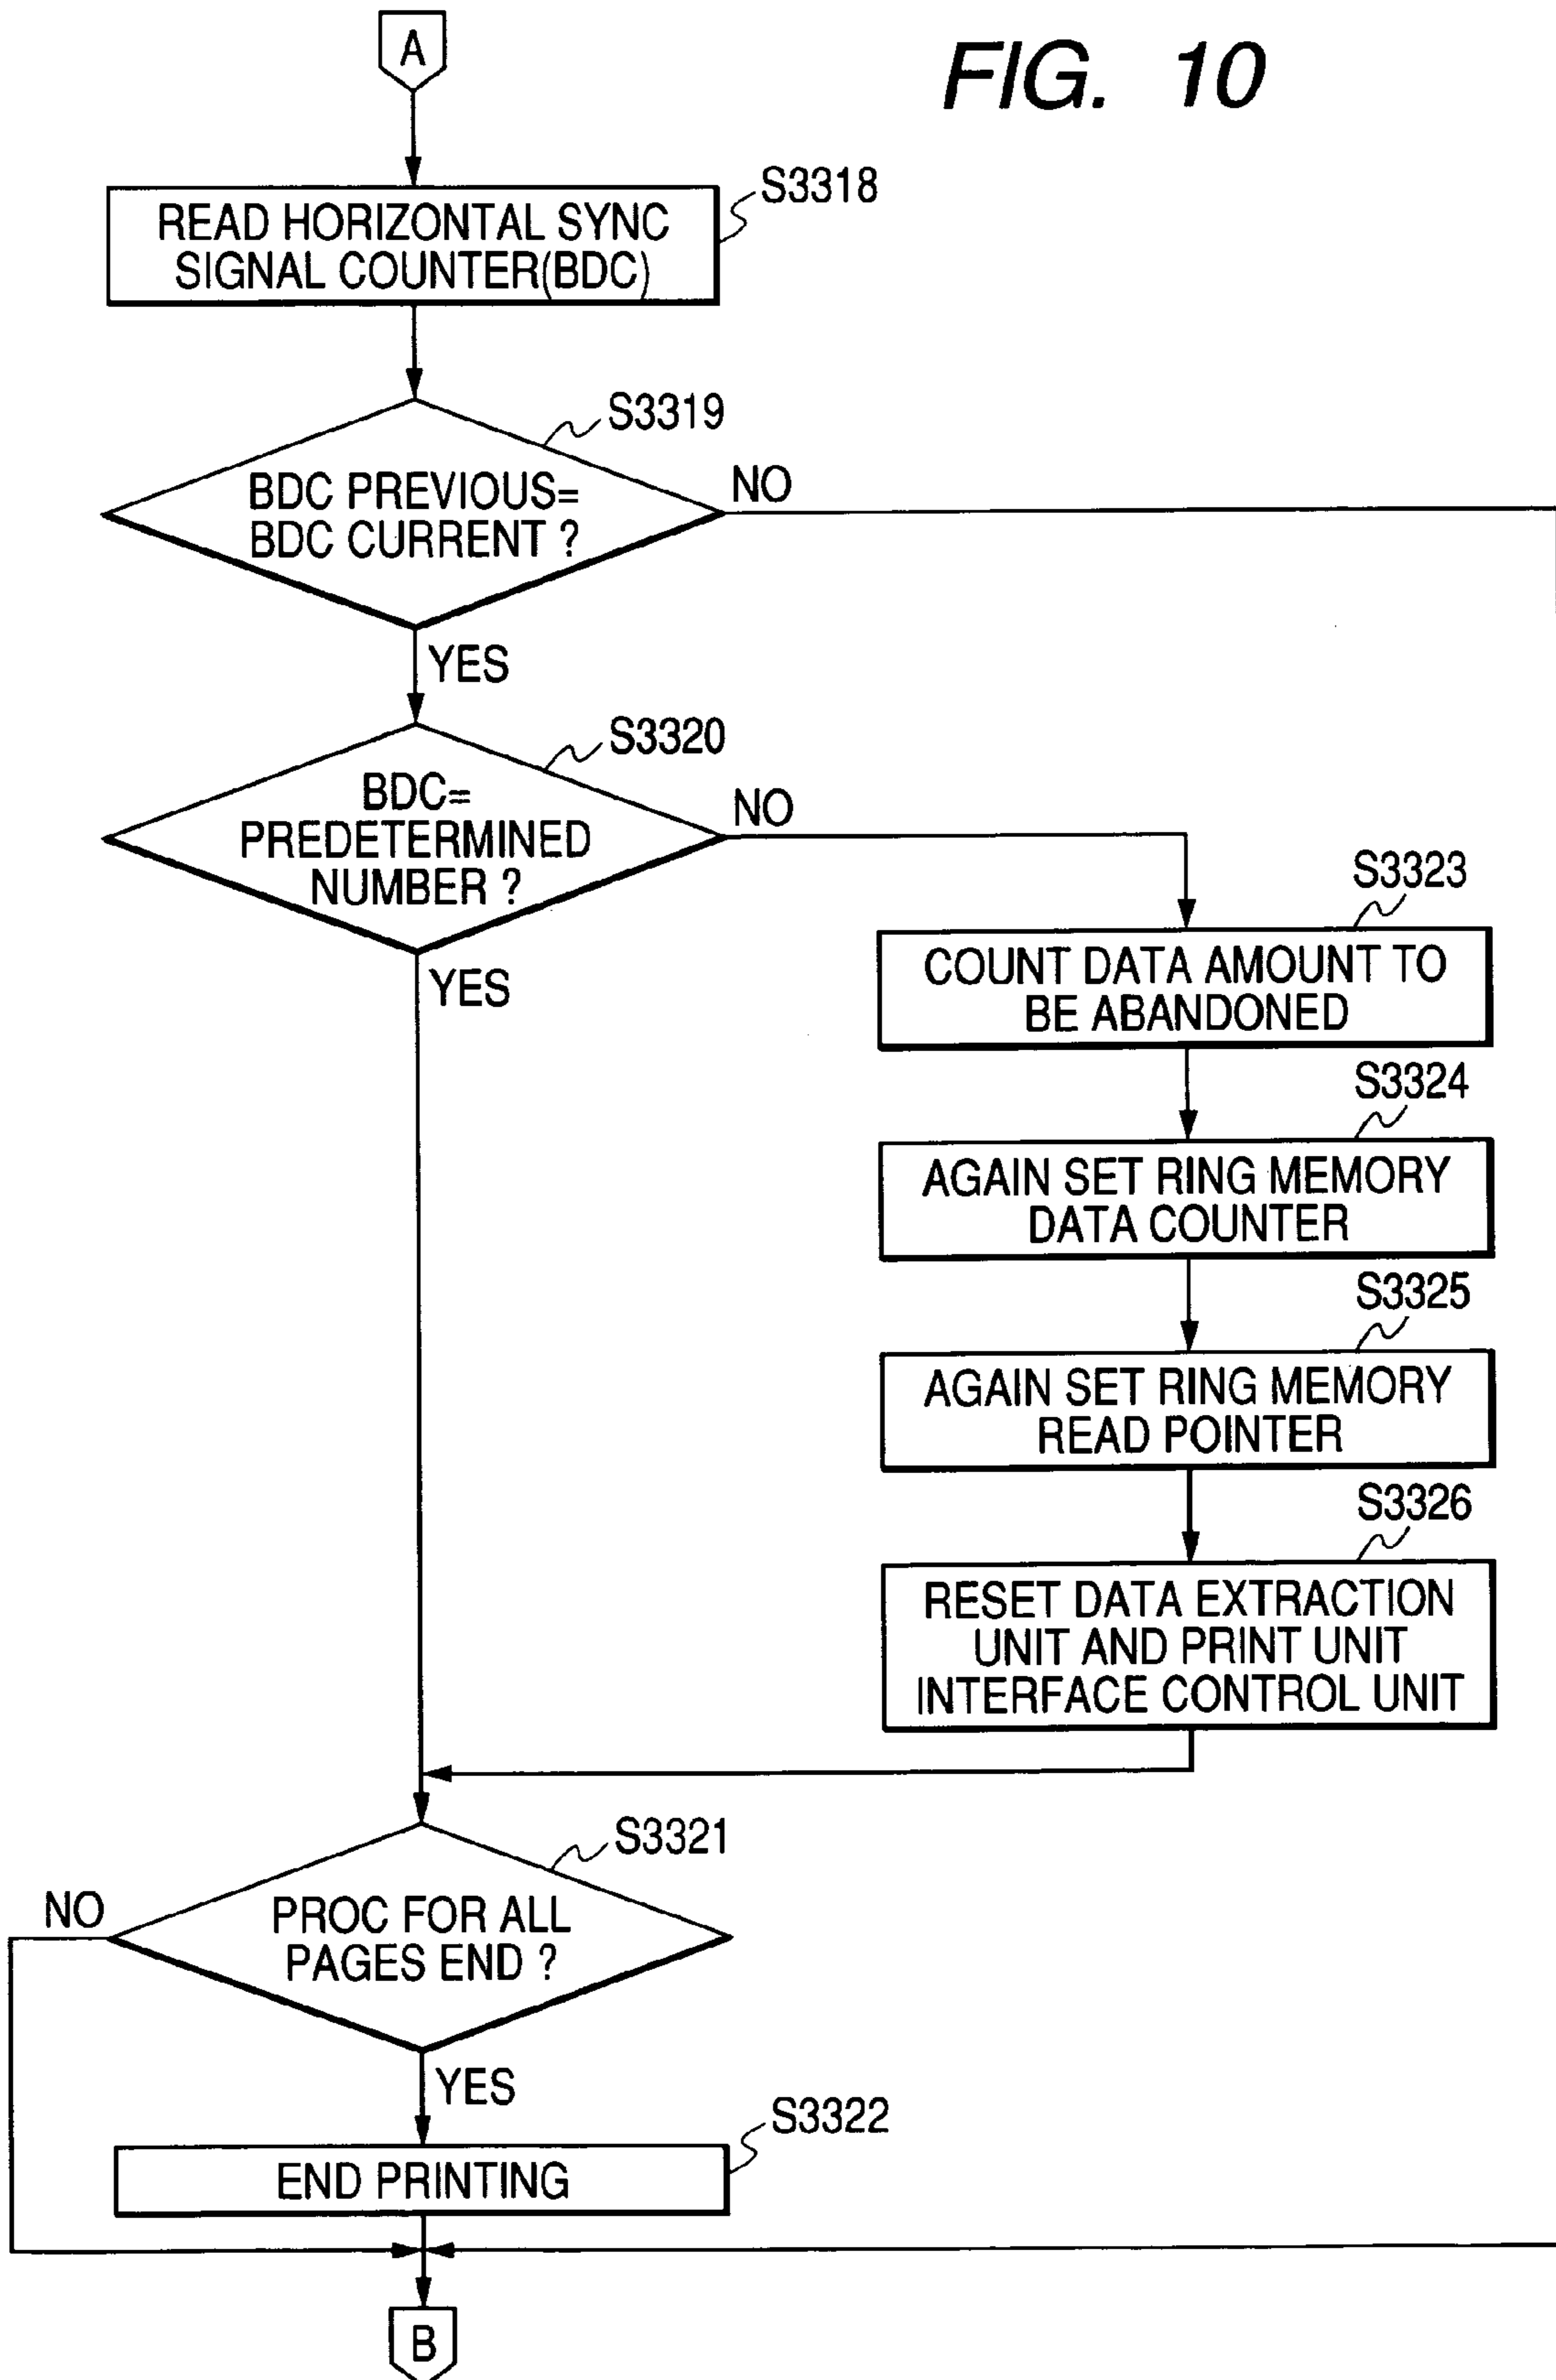 A
FIG. 10
S3318
READ HORIZONTAL SYNC
SIGNAL COUNTER(BDC)
S3319
BDC PREVIOUS=
BDC CURRENT ?
NO
YES
S3320
BDC=
PREDETERMINED
NUMBER ?
NO
YES
S3323
COUNT DATA AMOUNT TO
BE ABANDONED
S3324
AGAIN SET RING MEMORY
DATA COUNTER
S3325
AGAIN SET RING MEMORY
READ POINTER
S3326
RESET DATA EXTRACTION
UNIT AND PRINT UNIT
INTERFACE CONTROL UNIT
S3321
NO
PROC FOR ALL
PAGES END ?
YES
S3322
END PRINTING
B